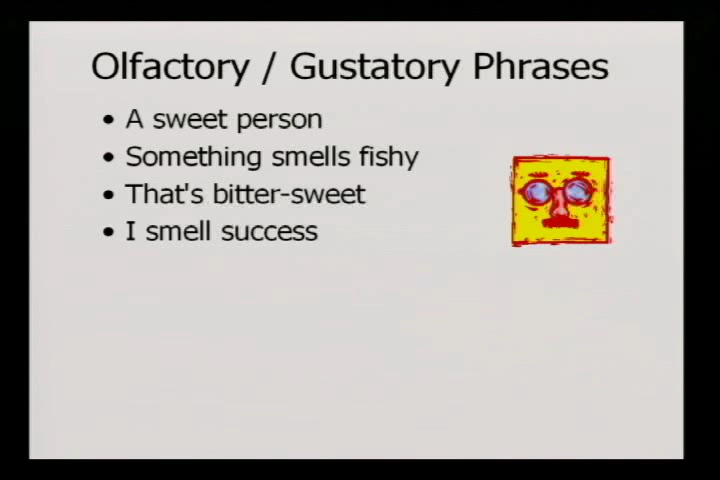 Olfactory / Gustatory Phrases
• A sweet person
• Something smells fishy
• That's bitter-sweet
• I smell success